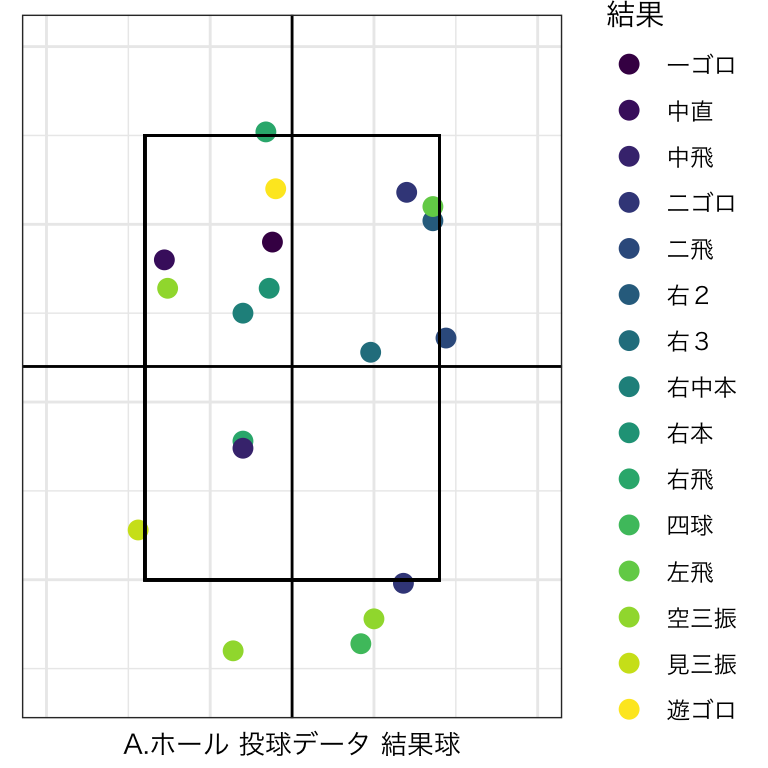 結果
一ゴロ
中直
中飛
二ゴロ
二飛
右２
右３
右中本
右本
右飛
四球
左飛
空三振
見三振
遊ゴロ
A.ホール 投球データ 結果球